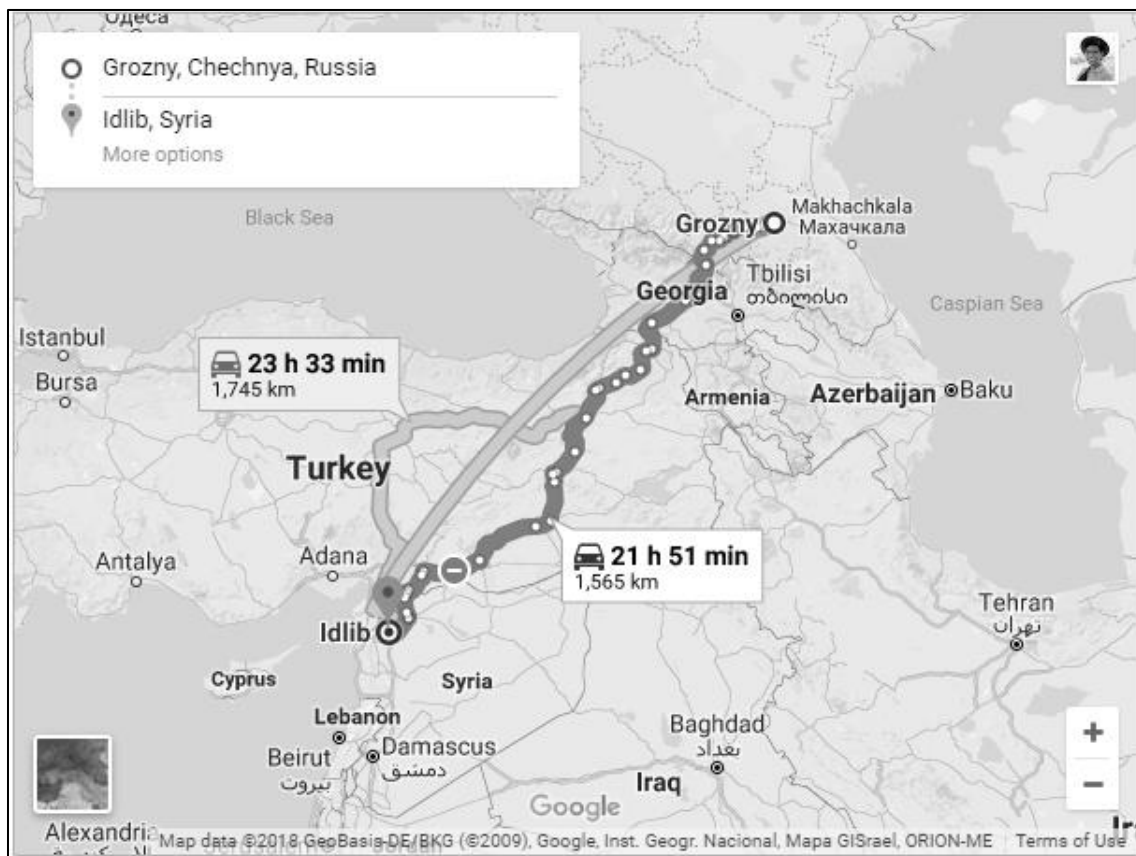 Одеса
Grozny, Chechnya, Russia
Idlib, Syria
More options
Black Sea
Grozny
Makhachkala
Махачкала
Tbilisi
თბილისი
Georgia
Caspian Sea
Istanbul
Bursa
23 h 33 min
1,745 km
Armenia
Azerbaijan
Baku
Turkey
Antalya
Adana
21 h 51 min
1,565 km
Idlib
Tehran
تهران
Cyprus
Syria
Lebanon
Beirut
بيروت
Damascus
دمشق
Baghdad
بغداد
Iraq
Google
+
−
Alexandria
Map data ©2018 GeoBasis-DE/BKG (©2009), Google, Inst. Geogr. Nacional, Mapa GISrael, ORION-ME Terms of Use